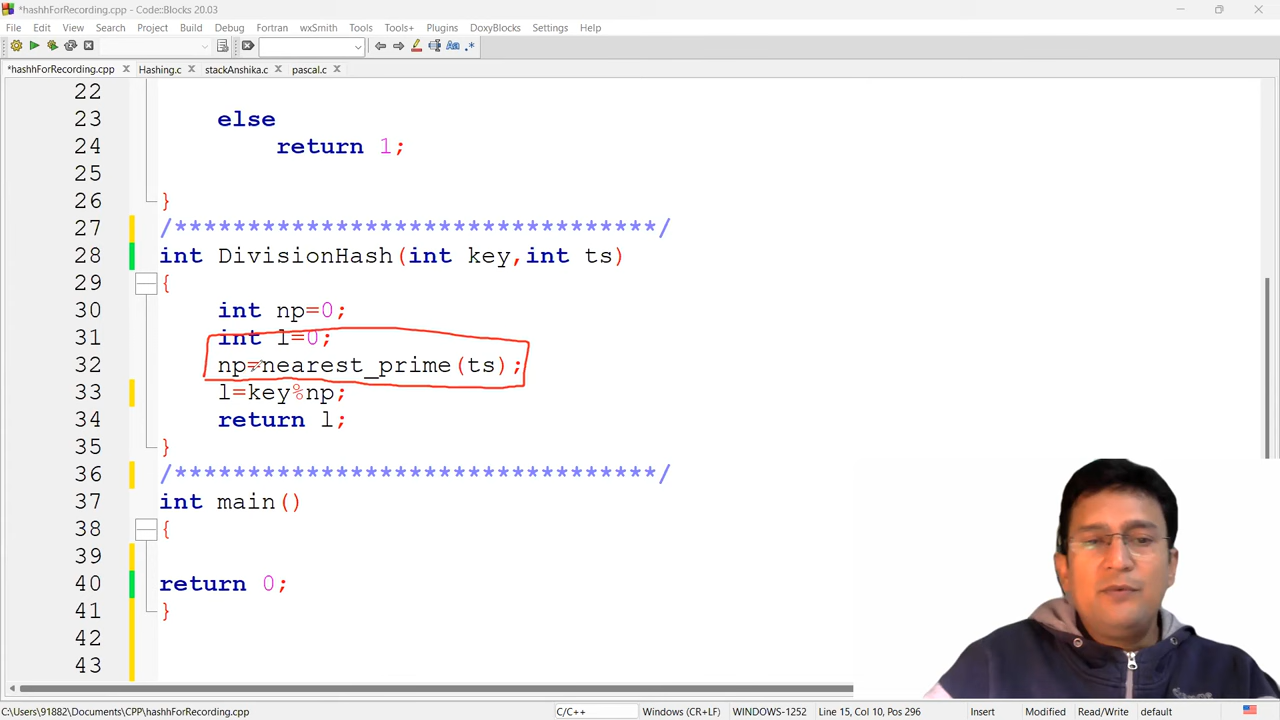 *hashhForRecording.cpp - Code::Blocks 20.03
File Edit View Search Project Build Debug Fortran wxSmith Tools Tools+ Plugins DoxyBlocks Settings Help
*hashhForRecording.cpp Hashing.c stackAnshika.c pascal.c
22
23 else
24 return 1;
25
26 }
27 /*********************************/
28 int DivisionHash(int key,int ts)
29 {
30 int np=0;
31 int l=0;
32 np=nearest_prime(ts);
33 l=key%np;
34 return l;
35 }
36 /*********************************/
37 int main()
38 {
39
40 return 0;
41 }
42
43
C:\Users\91882\Documents\CPP\hashhForRecording.cpp C/C++ Windows (CR+LF) WINDOWS-1252 Line 15, Col 10, Pos 296 Insert Modified Read/Write default